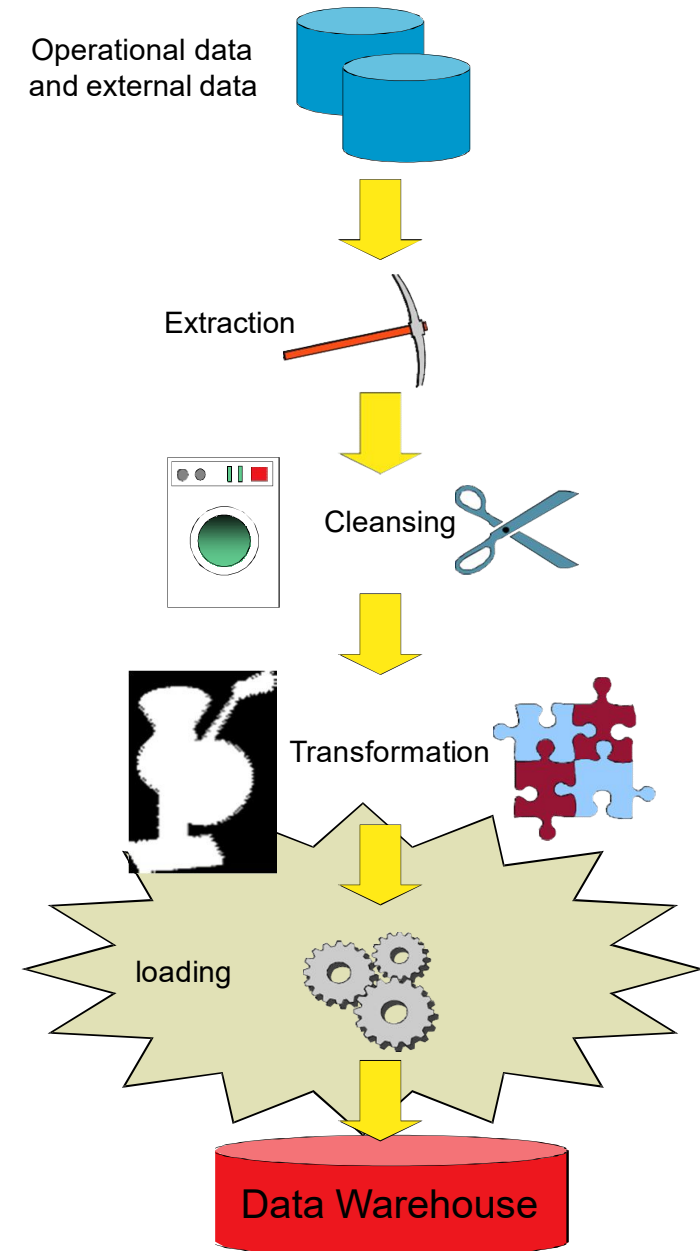 Operational data
and external data
Extraction
Cleansing
Transformation
loading
Data Warehouse